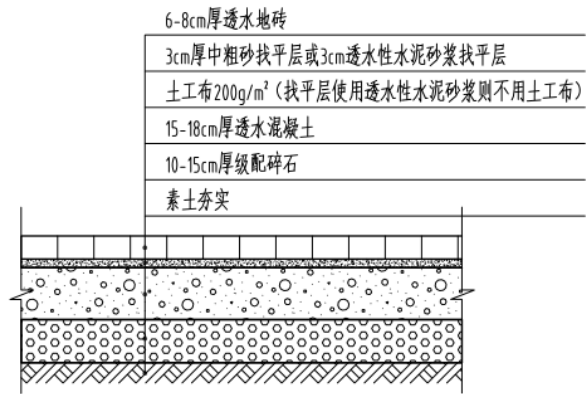 6-8cm厚透水地砖
3cm厚中粗砂找平层或3cm透水性水泥砂浆找平层
土工布200g/m²(找平层使用透水性水泥砂浆则不用土工布)
15-18cm厚透水混凝土
10-15cm厚级配碎石
素土夯实